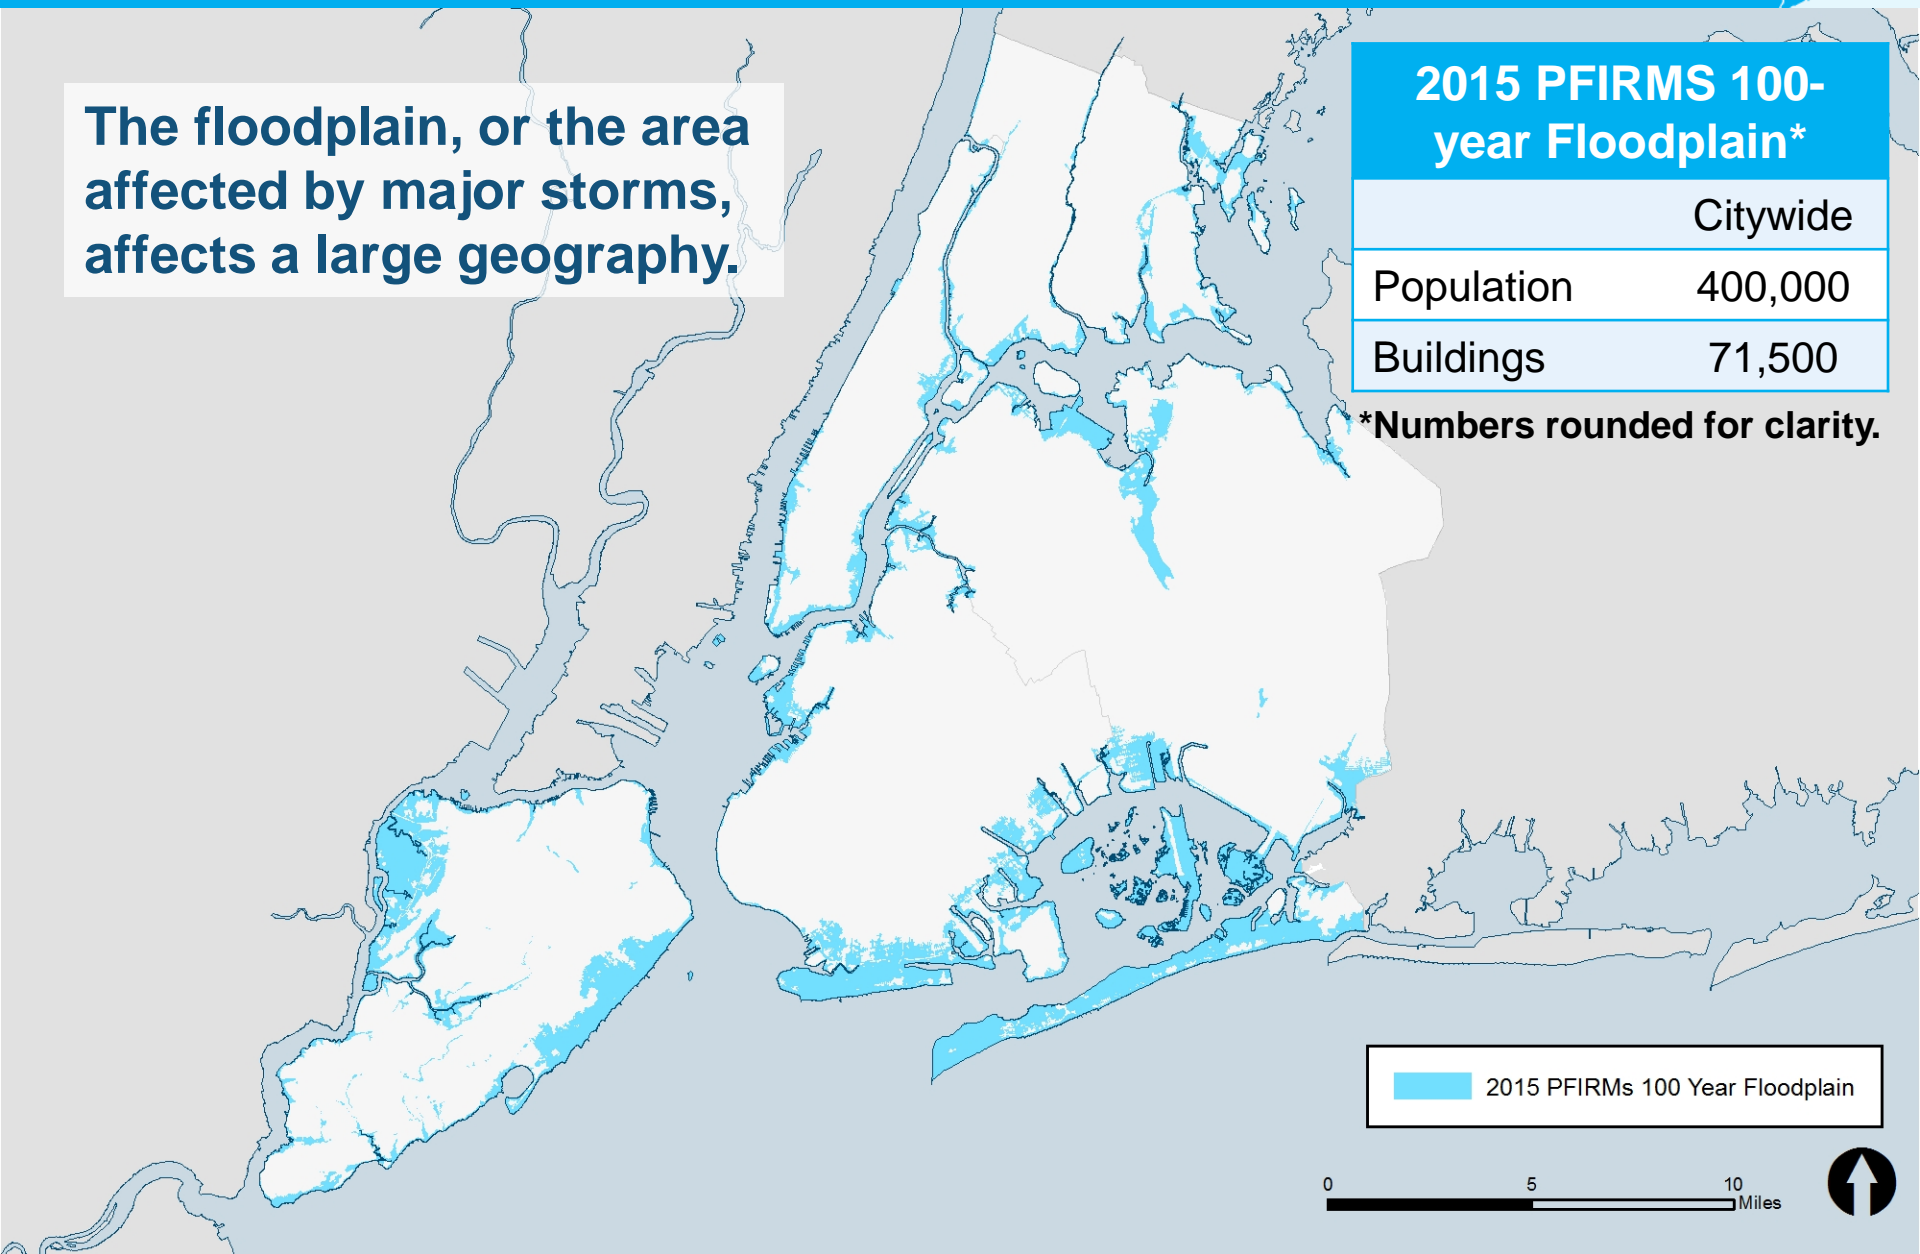 The floodplain, or the area
affected by major storms,
affects a large geography.
2015 PFIRMS 100-
year Floodplain*
Citywide
Population 400,000
Buildings 71,500
*Numbers rounded for clarity.
2015 PFIRMs 100 Year Floodplain
0 5 10
Miles